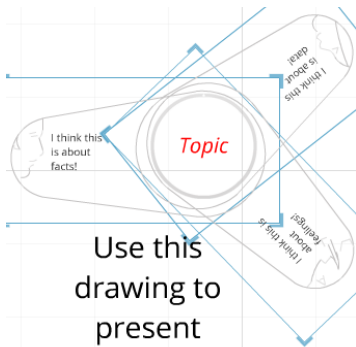 I think this
is about
data!
I think this
is about
facts!
Topic
I think this is
about
feelings!
Use this
drawing to
present